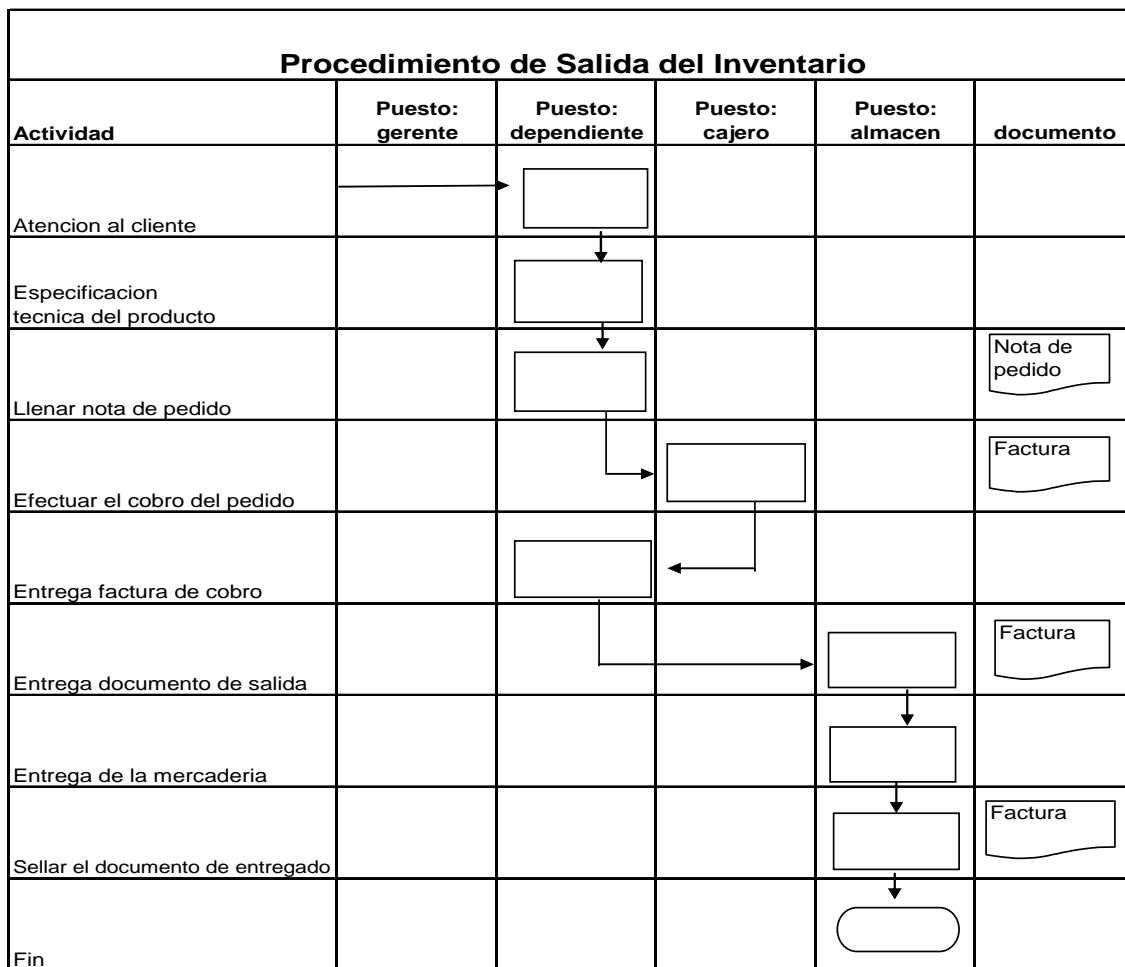 Procedimiento de Salida del Inventario
Actividad
Puesto:
gerente
Puesto:
dependiente
Puesto:
cajero
Puesto:
almacen
documento
Atencion al cliente
Especificacion
tecnica del producto
Llenar nota de pedido
Nota de
pedido
Efectuar el cobro del pedido
Factura
Entrega factura de cobro
Entrega documento de salida
Factura
Entrega de la mercaderia
Sellar el documento de entregado
Factura
Fin